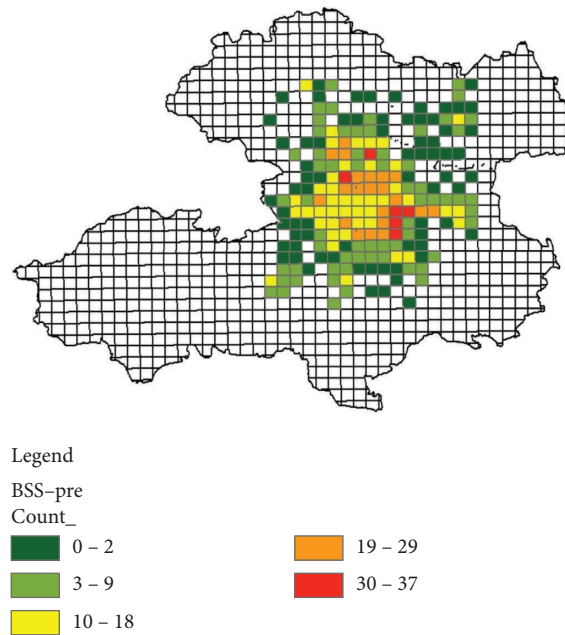 Legend
BSS–pre
Count_
0 – 2
3 – 9
10 – 18
19 – 29
30 – 37